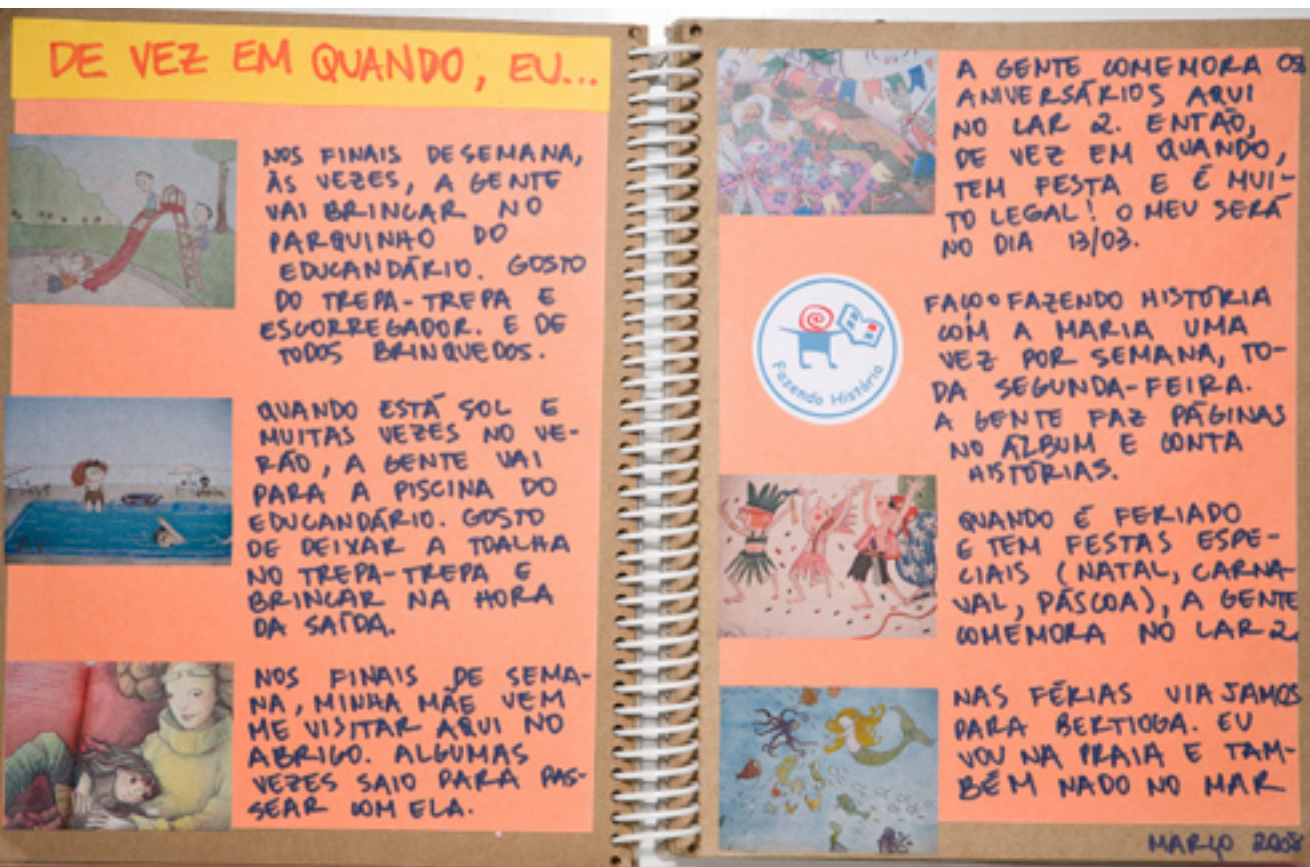 DE VEZ EM QUANDO, EU...
NOS FINAIS DE SEMANA,
ÀS VEZES, A GENTE
VAI BRINCAR NO
PARQUINHO DO
EDUCANDÁRIO. GOSTO
DO TREPA-TREPA E
ESCORREGADOR. E DE
TODOS BRINQUEDOS.
QUANDO ESTÁ SOL E
MUITAS VEZES NO VE-
RÃO, A GENTE VAI
PARA A PISCINA DO
EDUCANDÁRIO. GOSTO
DE DEIXAR A TOALHA
NO TREPA-TREPA E
BRINCAR NA HORA
DA SAÍDA.
NOS FINAIS DE SEMA-
NA, MINHA MÃE VEM
ME VISITAR AQUI NO
ABRIGO. ALGUMAS
VEZES SAIO PARA PAS-
SEAR COM ELA.
A GENTE COMEMORA OS
ANIVERSÁRIOS AQUI
NO LAR 2. ENTÃO,
DE VEZ EM QUANDO,
TEM FESTA E É MUI-
TO LEGAL! O MEU SERÁ
NO DIA 13/03.
Fazendo História
FAÇO O FAZENDO HISTÓRIA
COM A MARIA UMA
VEZ POR SEMANA, TO-
DA SEGUNDA-FEIRA.
A GENTE FAZ PÁGINAS
NO ÁLBUM E CONTA
HISTÓRIAS.
QUANDO É FERIADO
E TEM FESTAS ESPE-
CIAIS (NATAL, CARNA-
VAL, PÁSCOA), A GENTE
COMEMORA NO LAR 2.
NAS FÉRIAS VIAJAMOS
PARA BERTIOGA. EU
VOU NA PRAIA E TAM-
BÉM NADO NO MAR
MARÇO 2008